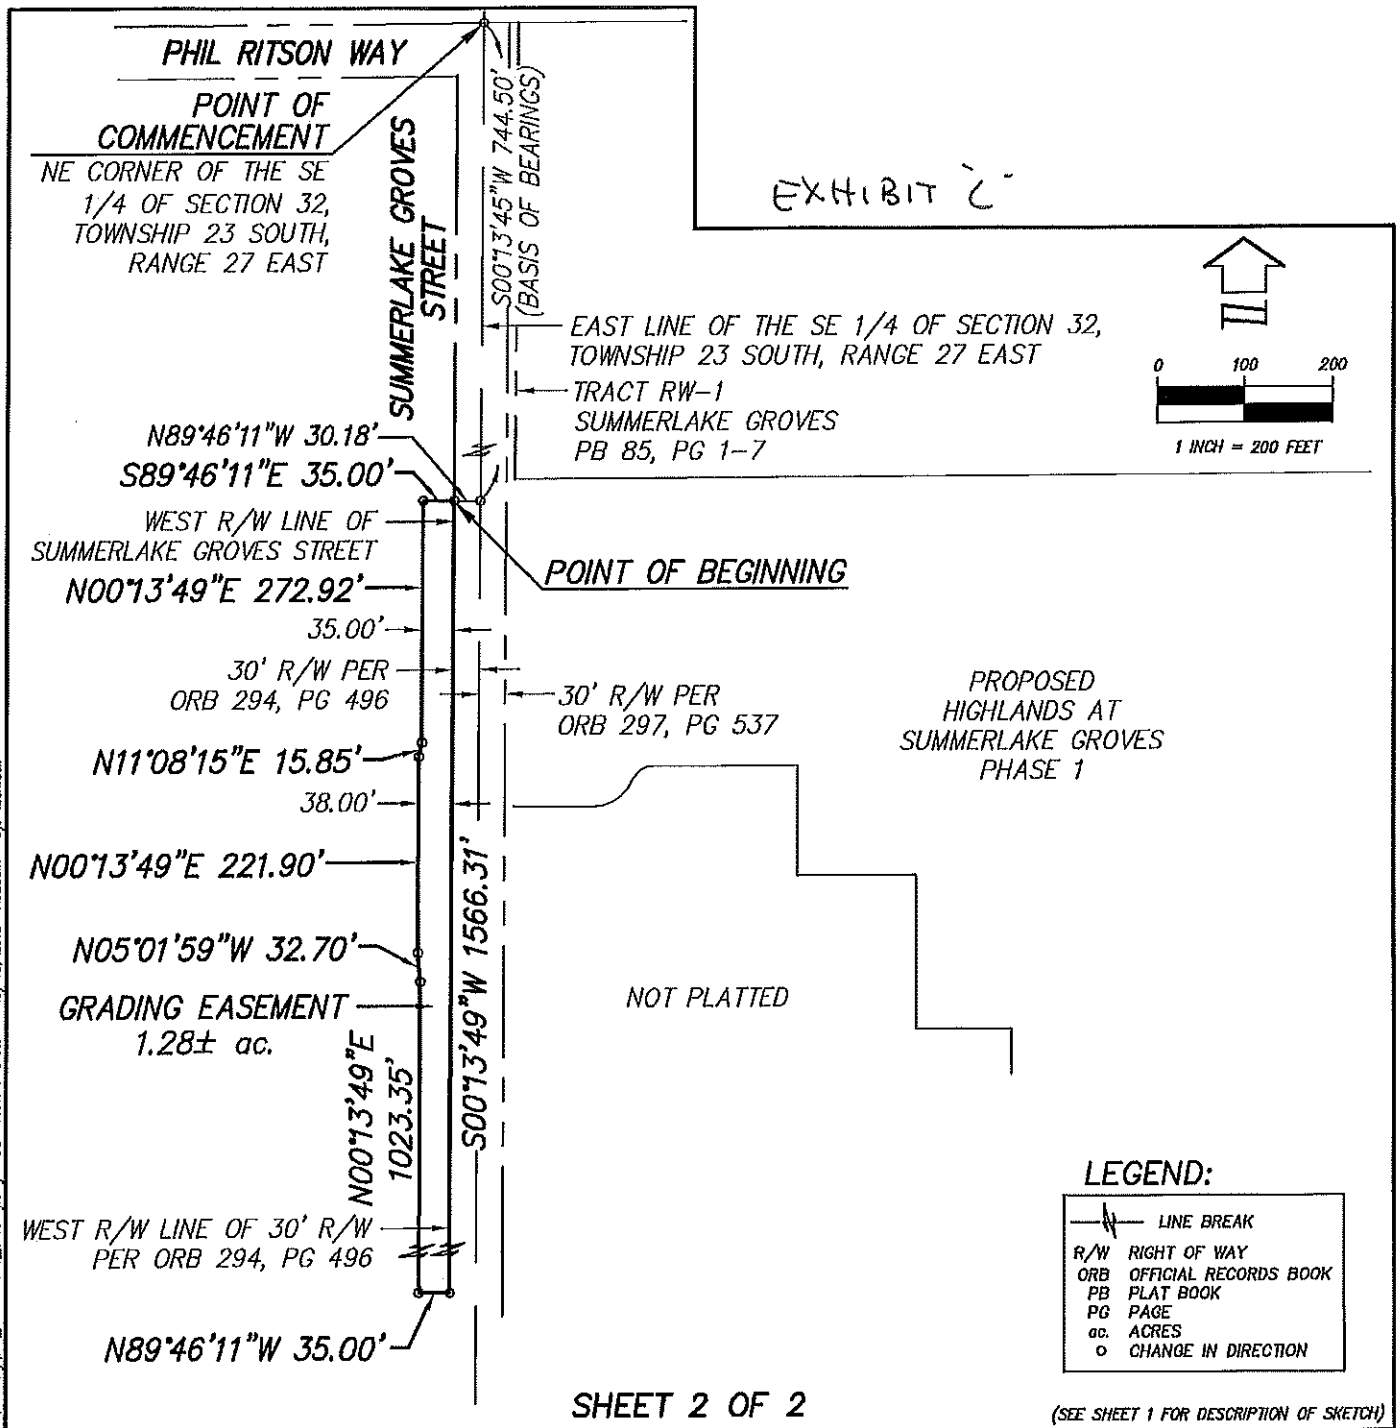 PHIL RITSON WAY
POINT OF
COMMENCEMENT
NE CORNER OF THE SE
1/4 OF SECTION 32,
TOWNSHIP 23 SOUTH,
RANGE 27 EAST
SUMMERLAKE GROVES
STREET
S00°13'45"W 744.50'
(BASIS OF BEARINGS)
EXHIBIT "C"
EAST LINE OF THE SE 1/4 OF SECTION 32,
TOWNSHIP 23 SOUTH, RANGE 27 EAST
TRACT RW-1
SUMMERLAKE GROVES
PB 85, PG 1-7
0 100 200
1 INCH = 200 FEET
N89°46'11"W 30.18'
S89°46'11"E 35.00'
WEST R/W LINE OF
SUMMERLAKE GROVES STREET
POINT OF BEGINNING
N00°13'49"E 272.92'
35.00'
30' R/W PER
ORB 294, PG 496
30' R/W PER
ORB 297, PG 537
PROPOSED
HIGHLANDS AT
SUMMERLAKE GROVES
PHASE 1
N11°08'15"E 15.85'
38.00'
N00°13'49"E 221.90'
N05°01'59"W 32.70'
GRADING EASEMENT
1.28± ac.
N00°13'49"E
1023.35'
S00°13'49"W 1566.31'
NOT PLATTED
WEST R/W LINE OF 30' R/W
PER ORB 294, PG 496
N89°46'11"W 35.00'
LEGEND:
LINE BREAK
R/W RIGHT OF WAY
ORB OFFICIAL RECORDS BOOK
PB PLAT BOOK
PG PAGE
ac. ACRES
o CHANGE IN DIRECTION
SHEET 2 OF 2
(SEE SHEET 1 FOR DESCRIPTION OF SKETCH)